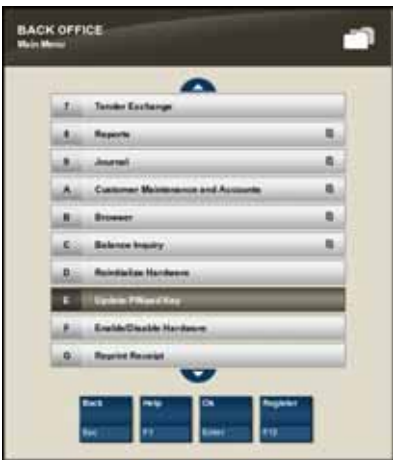 BACK OFFICE
Main Menu
7 Tender Exchange
8 Reports
9 Journal
A Customer Maintenance and Accounts
B Browser
C Balance Inquiry
D Reinitialize Hardware
E Update PINpad Key
F Enable/Disable Hardware
G Reprint Receipt
Back Help Ok Register
Esc F1 Enter F12